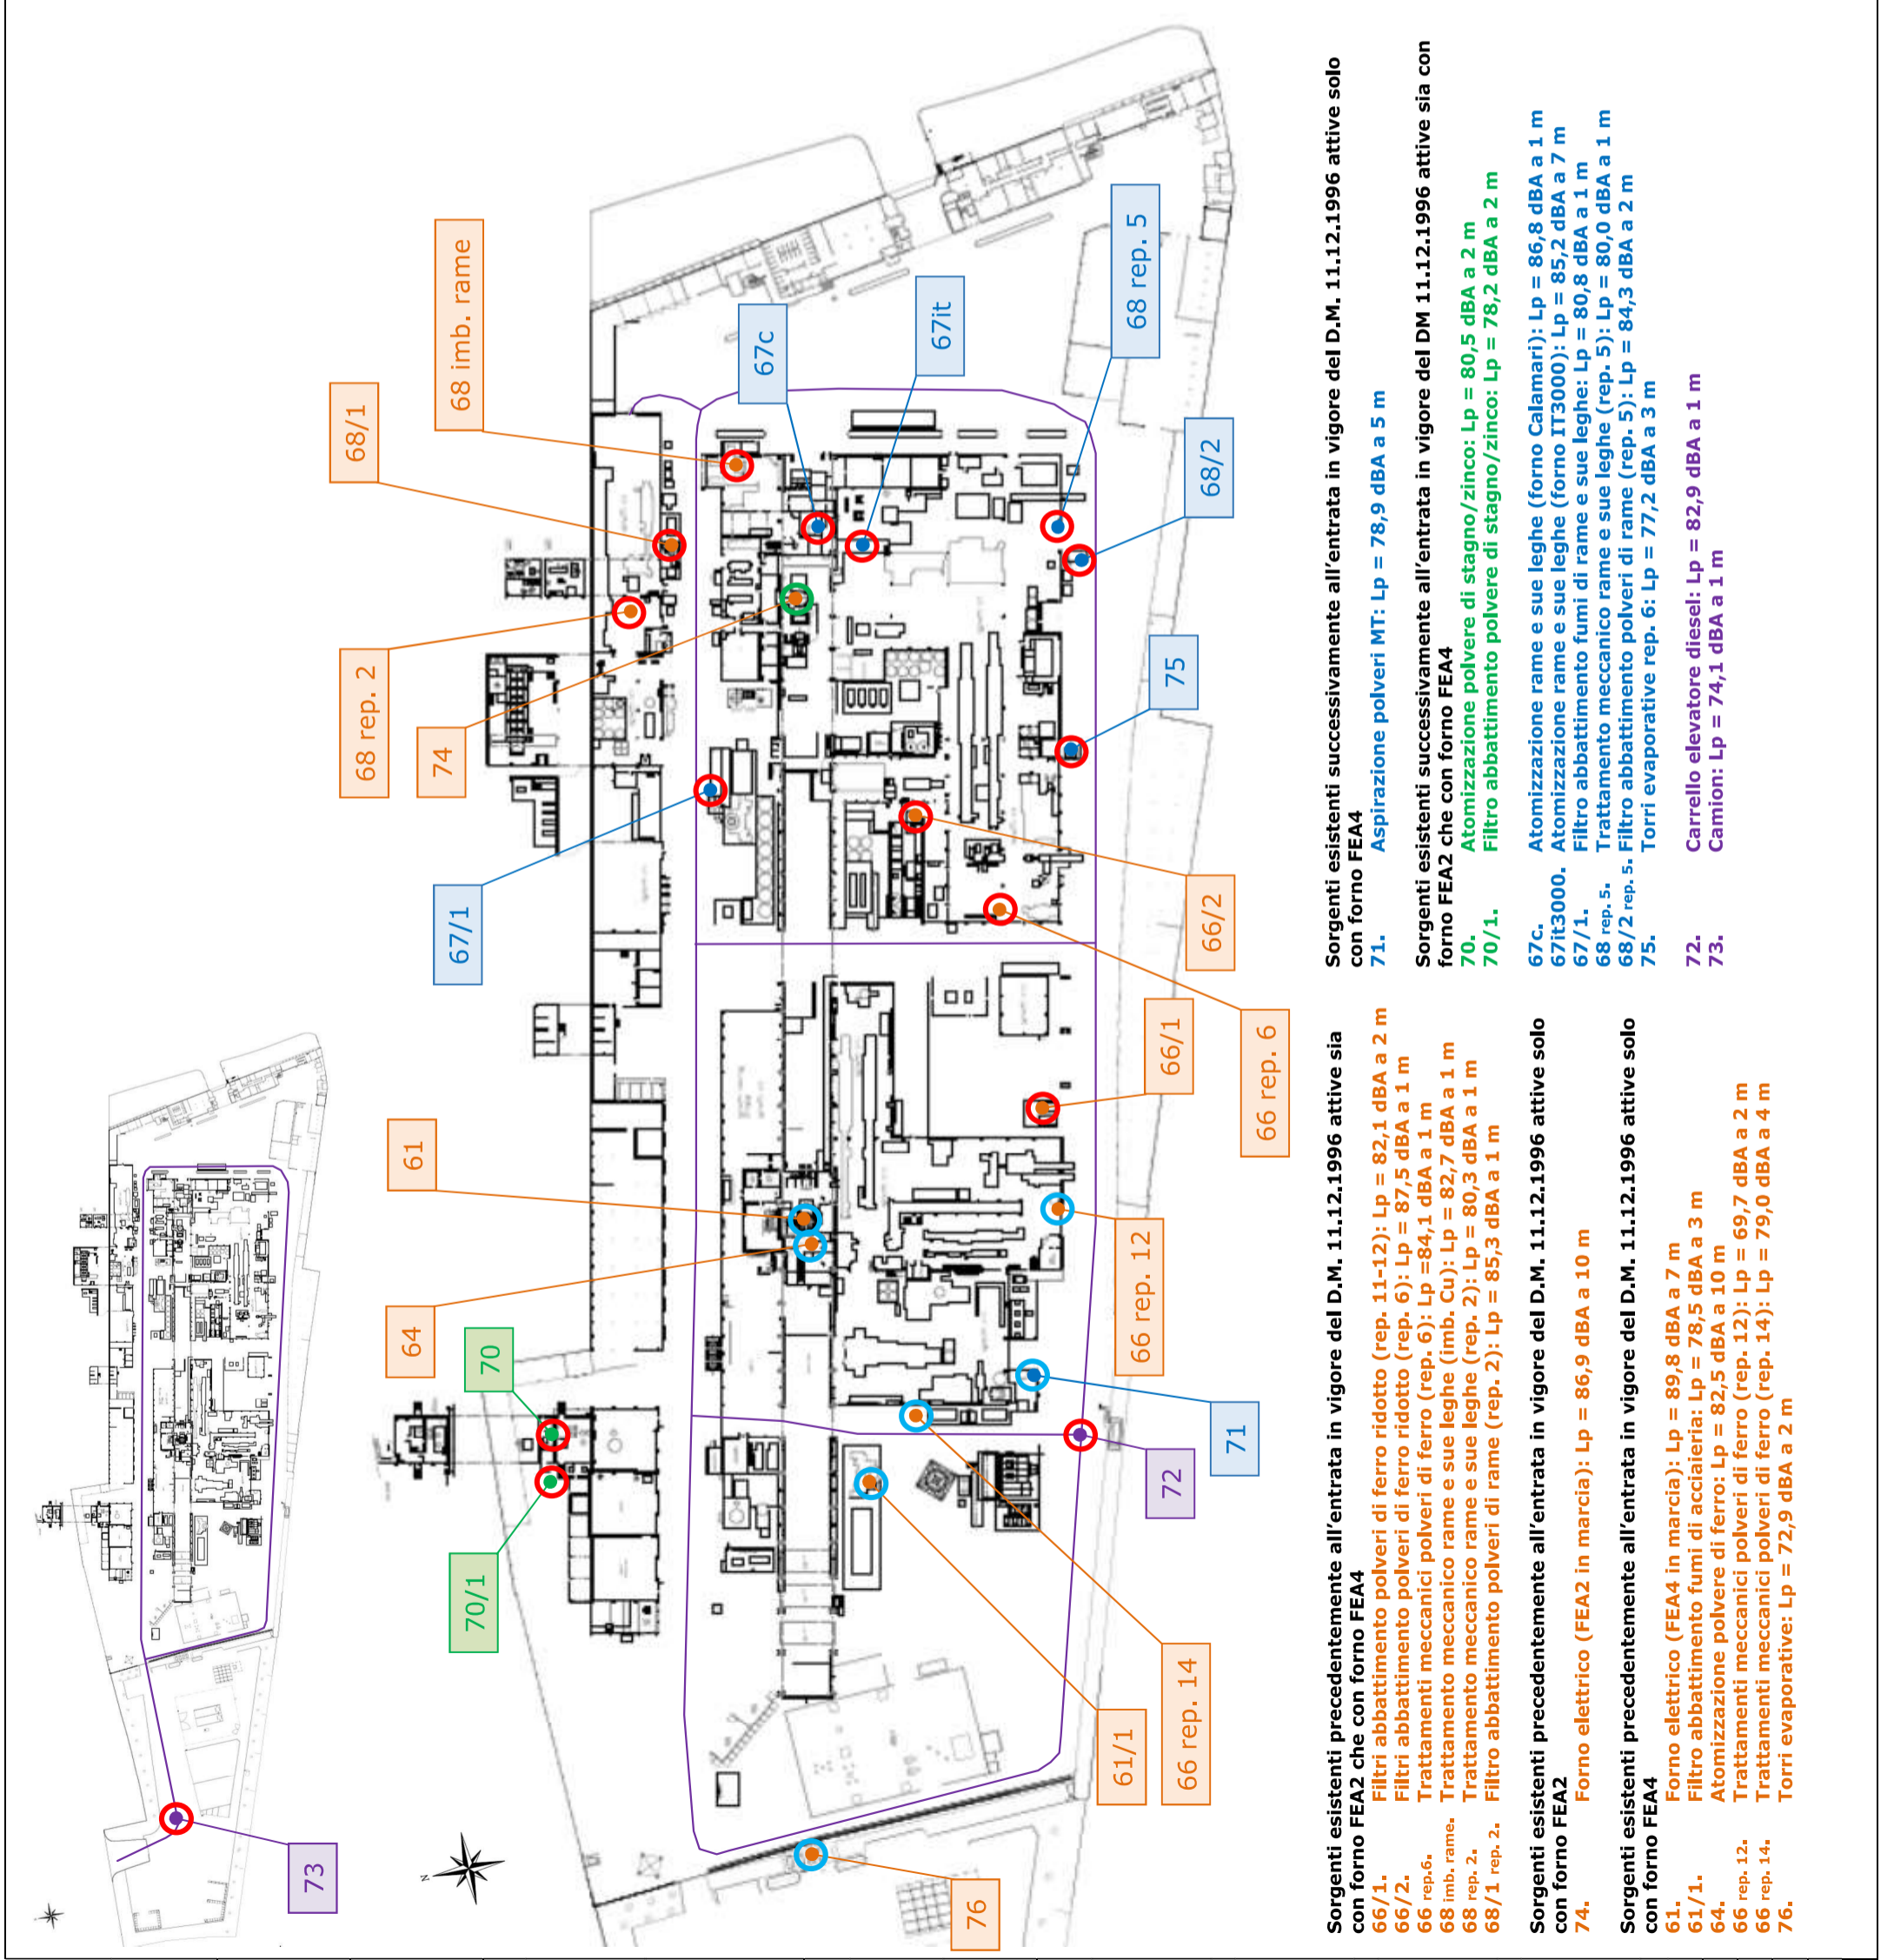 68/1
68 imb. rame
67c
67it
68 rep. 5
68/2
68 rep. 2
74
75
67/1
66/2
66 rep. 6
66/1
61
64
66 rep. 12
70
70/1
71
72
61/1
66 rep. 14
76
73
N
Sorgenti esistenti precedentemente all’entrata in vigore del D.M. 11.12.1996 attive sia
con forno FEA2 che con forno FEA4
66/1. Filtri abbattimento polveri di ferro ridotto (rep. 11-12): Lp = 82,1 dBA a 2 m
66/2. Filtri abbattimento polveri di ferro ridotto (rep. 6): Lp = 87,5 dBA a 1 m
66 rep.6. Trattamenti meccanici polveri di ferro (rep. 6): Lp =84,1 dBA a 1 m
68 imb. rame. Trattamento meccanico rame e sue leghe (imb. Cu): Lp = 82,7 dBA a 1 m
68 rep. 2. Trattamento meccanico rame e sue leghe (rep. 2): Lp = 80,3 dBA a 1 m
68/1 rep. 2. Filtro abbattimento polveri di rame (rep. 2): Lp = 85,3 dBA a 1 m
Sorgenti esistenti precedentemente all’entrata in vigore del D.M. 11.12.1996 attive solo
con forno FEA2
74. Forno elettrico (FEA2 in marcia): Lp = 86,9 dBA a 10 m
Sorgenti esistenti precedentemente all’entrata in vigore del D.M. 11.12.1996 attive solo
con forno FEA4
61. Forno elettrico (FEA4 in marcia): Lp = 89,8 dBA a 7 m
61/1. Filtro abbattimento fumi di acciaieria: Lp = 78,5 dBA a 3 m
64. Atomizzazione polvere di ferro: Lp = 82,5 dBA a 10 m
66 rep. 12. Trattamenti meccanici polveri di ferro (rep. 12): Lp = 69,7 dBA a 2 m
66 rep. 14. Trattamenti meccanici polveri di ferro (rep. 14): Lp = 79,0 dBA a 4 m
76. Torri evaporative: Lp = 72,9 dBA a 2 m
Sorgenti esistenti successivamente all’entrata in vigore del D.M. 11.12.1996 attive solo
con forno FEA4
71. Aspirazione polveri MT: Lp = 78,9 dBA a 5 m
Sorgenti esistenti successivamente all’entrata in vigore del DM 11.12.1996 attive sia con
forno FEA2 che con forno FEA4
70. Atomizzazione polvere di stagno/zinco: Lp = 80,5 dBA a 2 m
70/1. Filtro abbattimento polvere di stagno/zinco: Lp = 78,2 dBA a 2 m
67c. Atomizzazione rame e sue leghe (forno Calamari): Lp = 86,8 dBA a 1 m
67it3000. Atomizzazione rame e sue leghe (forno IT3000): Lp = 85,2 dBA a 7 m
67/1. Filtro abbattimento fumi di rame e sue leghe: Lp = 80,8 dBA a 1 m
68 rep. 5. Trattamento meccanico rame e sue leghe (rep. 5): Lp = 80,0 dBA a 1 m
68/2 rep. 5. Filtro abbattimento polveri di rame (rep. 5): Lp = 84,3 dBA a 2 m
75. Torri evaporative rep. 6: Lp = 77,2 dBA a 3 m
72. Carrello elevatore diesel: Lp = 82,9 dBA a 1 m
73. Camion: Lp = 74,1 dBA a 1 m